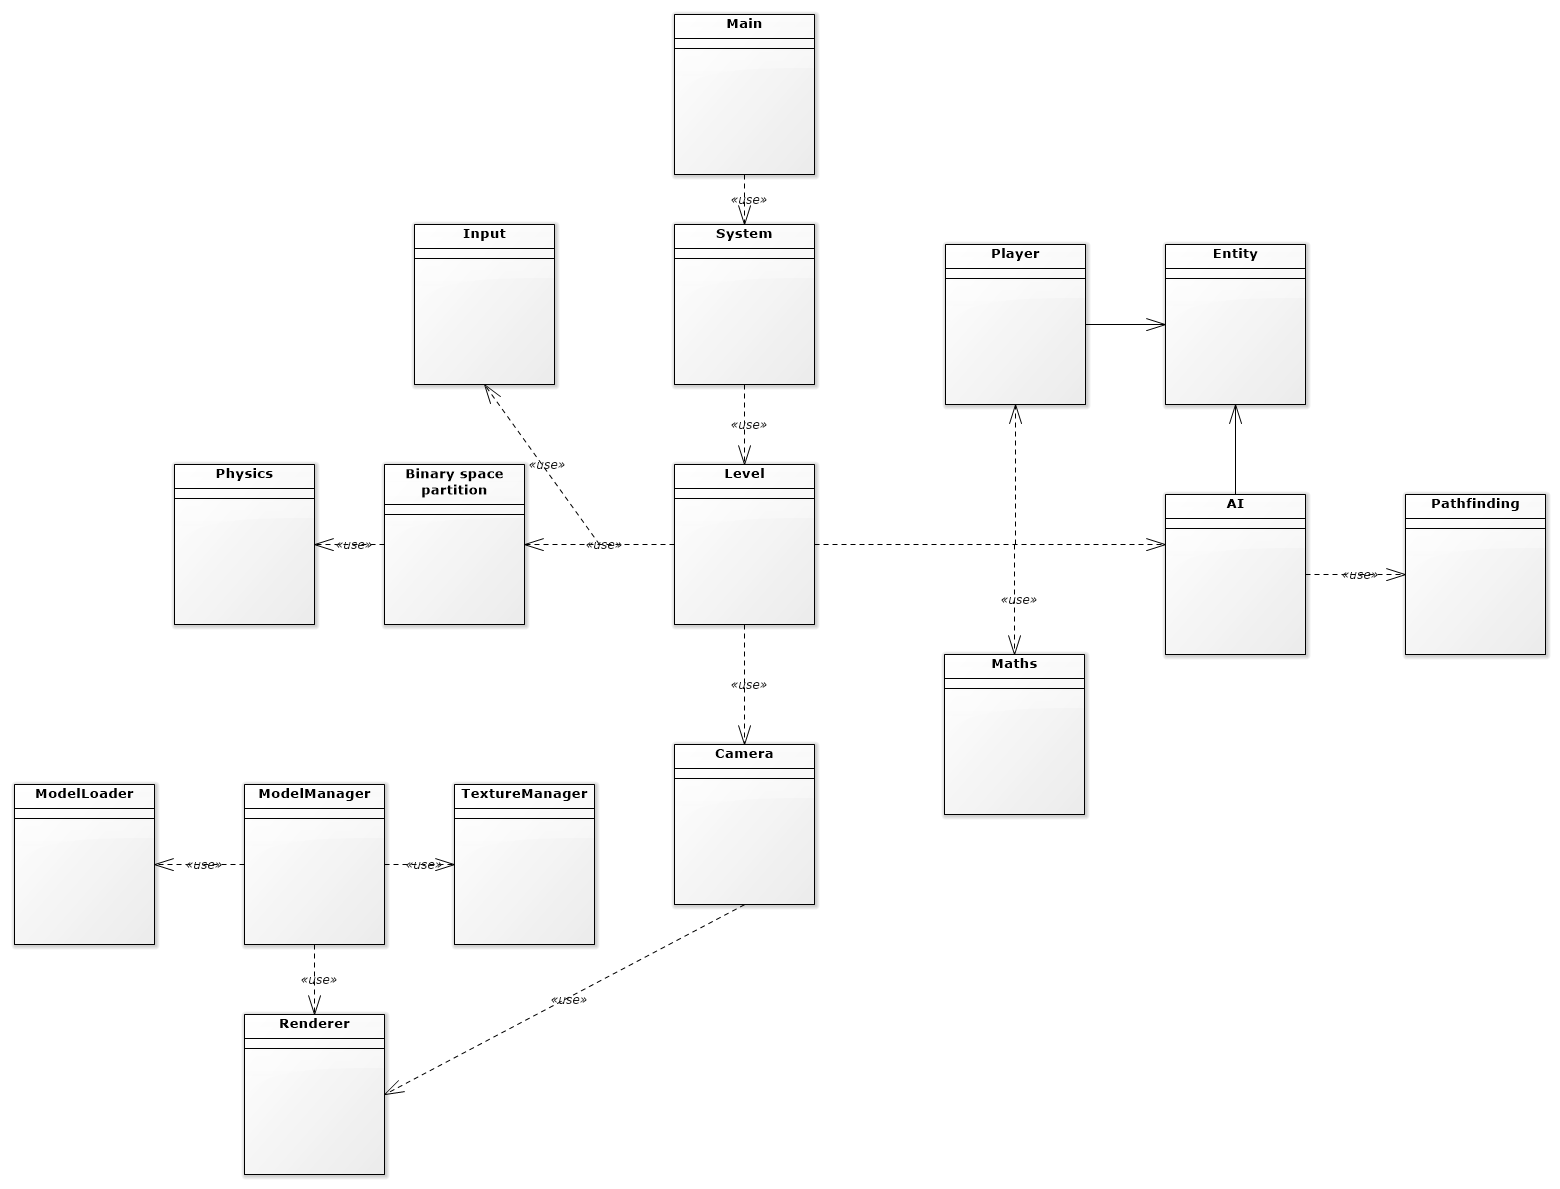 Main
«use»
Input
System
Player
Entity
«use»
«use»
Physics
Binary space
partition
Level
AI
Pathfinding
«use»
«use»
«use»
«use»
«use»
Maths
Camera
ModelLoader
ModelManager
TextureManager
«use»
«use»
«use»
«use»
Renderer